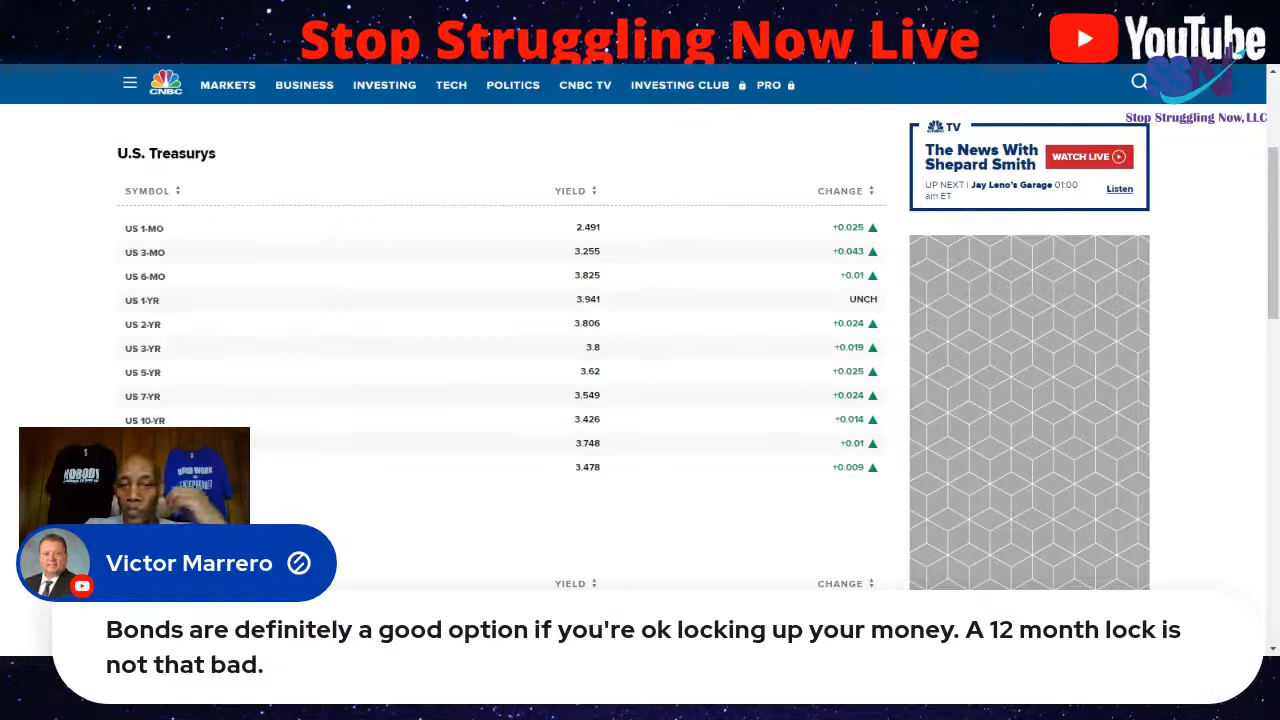 Stop Struggling Now Live
YouTube
CNBC
MARKETS BUSINESS INVESTING TECH POLITICS CNBC TV INVESTING CLUB PRO
SSN
Stop Struggling Now, LLC
U.S. Treasurys
TV
The News With
Shepard Smith
WATCH LIVE
UP NEXT | Jay Leno's Garage 01:00
am ET
Listen
SYMBOL YIELD CHANGE
US 1-MO 2.491 +0.025
US 3-MO 3.255 +0.043
US 6-MO 3.825 +0.01
US 1-YR 3.941 UNCH
US 2-YR 3.806 +0.024
US 3-YR 3.8 +0.019
US 5-YR 3.62 +0.025
US 7-YR 3.549 +0.024
US 10-YR 3.426 +0.014
3.748 +0.01
3.478 +0.009
NOBODY
HARD WORK
YIELD CHANGE
Victor Marrero
Bonds are definitely a good option if you're ok locking up your money. A 12 month lock is
not that bad.